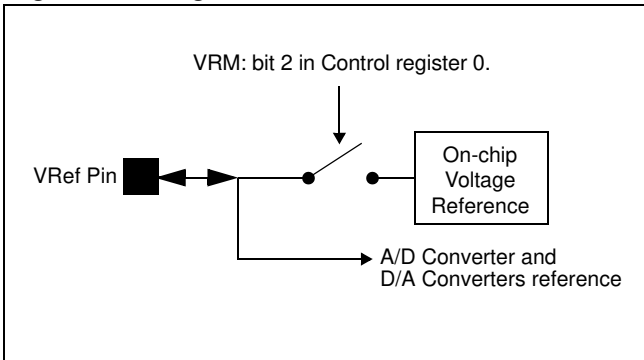 VRM: bit 2 in Control register 0.
VRef Pin
On-chip
Voltage
Reference
A/D Converter and
D/A Converters reference